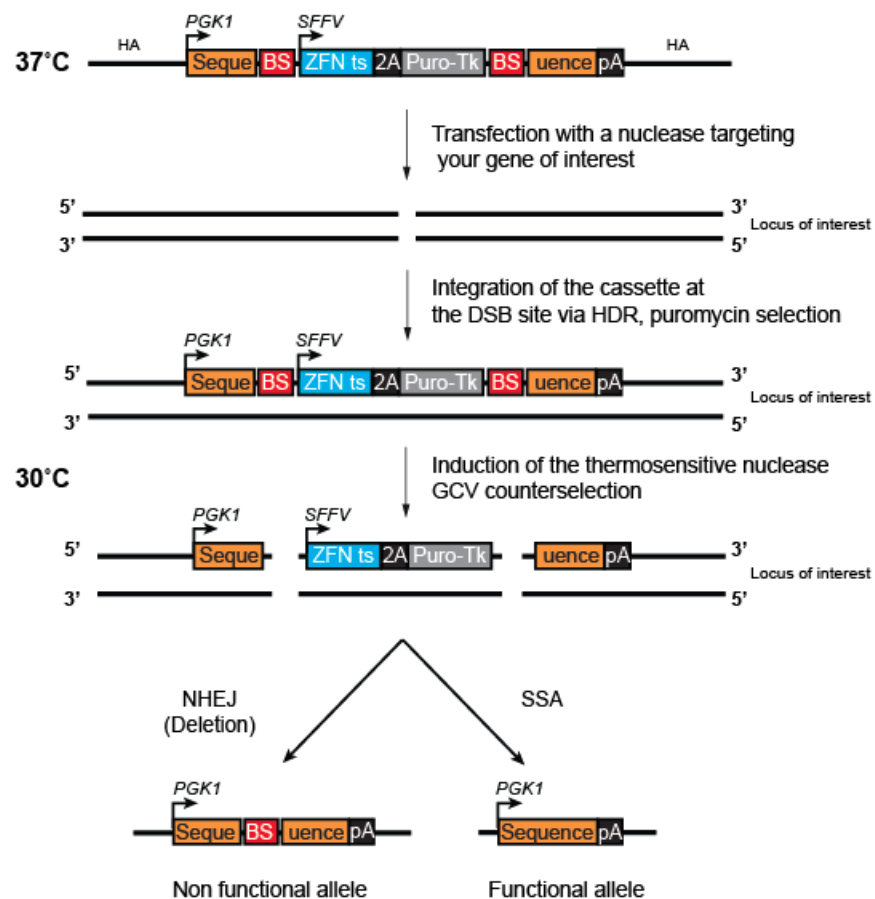 PGK1 SFFV
HA HA
37˚C Seque BS ZFN ts 2A Puro-Tk BS uence pA
Transfection with a nuclease targeting
your gene of interest
5’ 3’
Locus of interest
3’ 5’
Integration of the cassette at
the DSB site via HDR, puromycin selection
PGK1 SFFV
5’ Seque BS ZFN ts 2A Puro-Tk BS uence pA 3’
Locus of interest
3’ 5’
Induction of the thermosensitive nuclease
30˚C
GCV counterselection
PGK1 SFFV
5’ Seque ZFN ts 2A Puro-Tk uence pA 3’
Locus of interest
3’ 5’
NHEJ SSA
(Deletion)
PGK1 PGK1
Seque BS uence pA Sequence pA
Non functional allele Functional allele